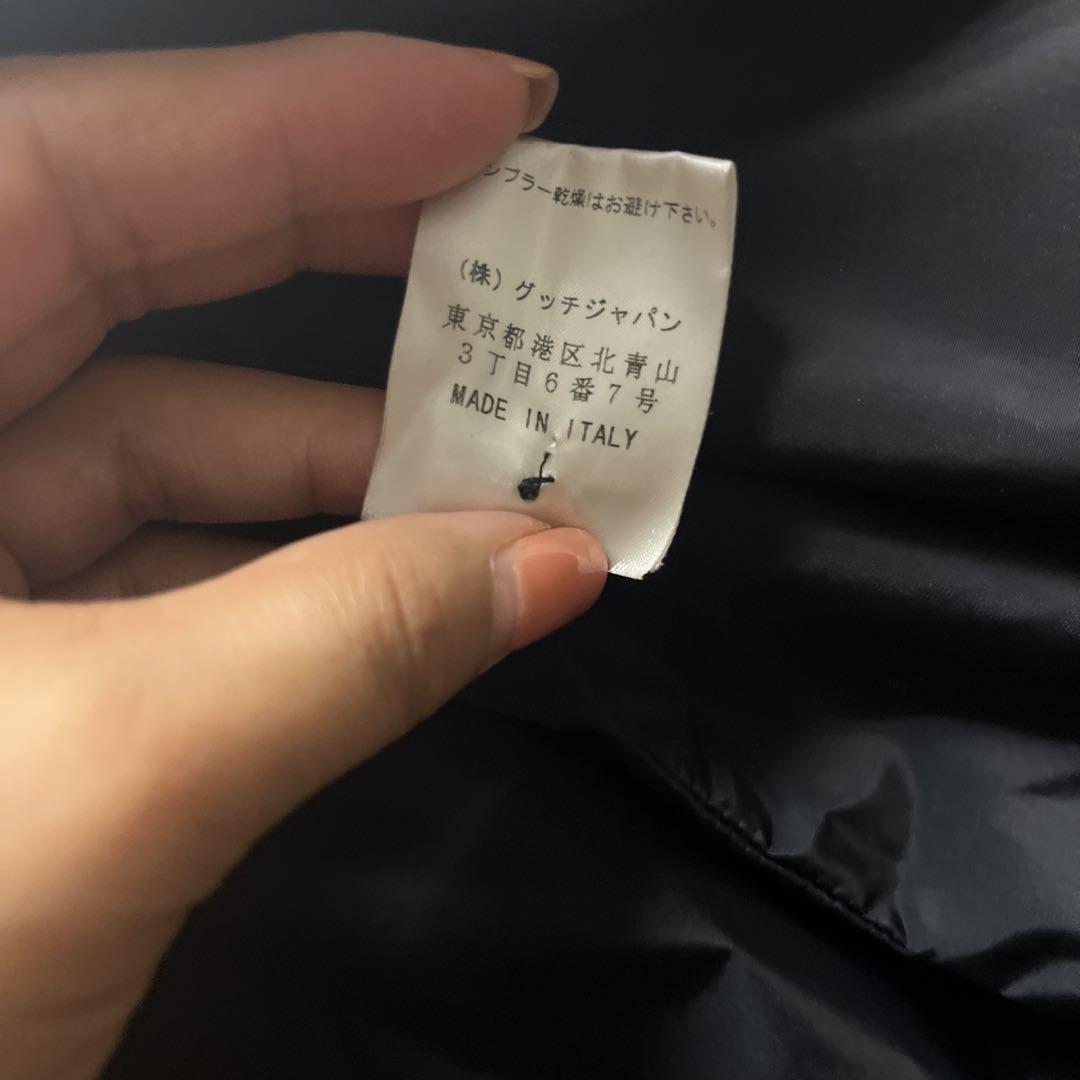 ンブラー乾燥はお避け下さい。
(株)グッチジャパン
東京都港区北青山
3丁目6番7号
MADE IN ITALY